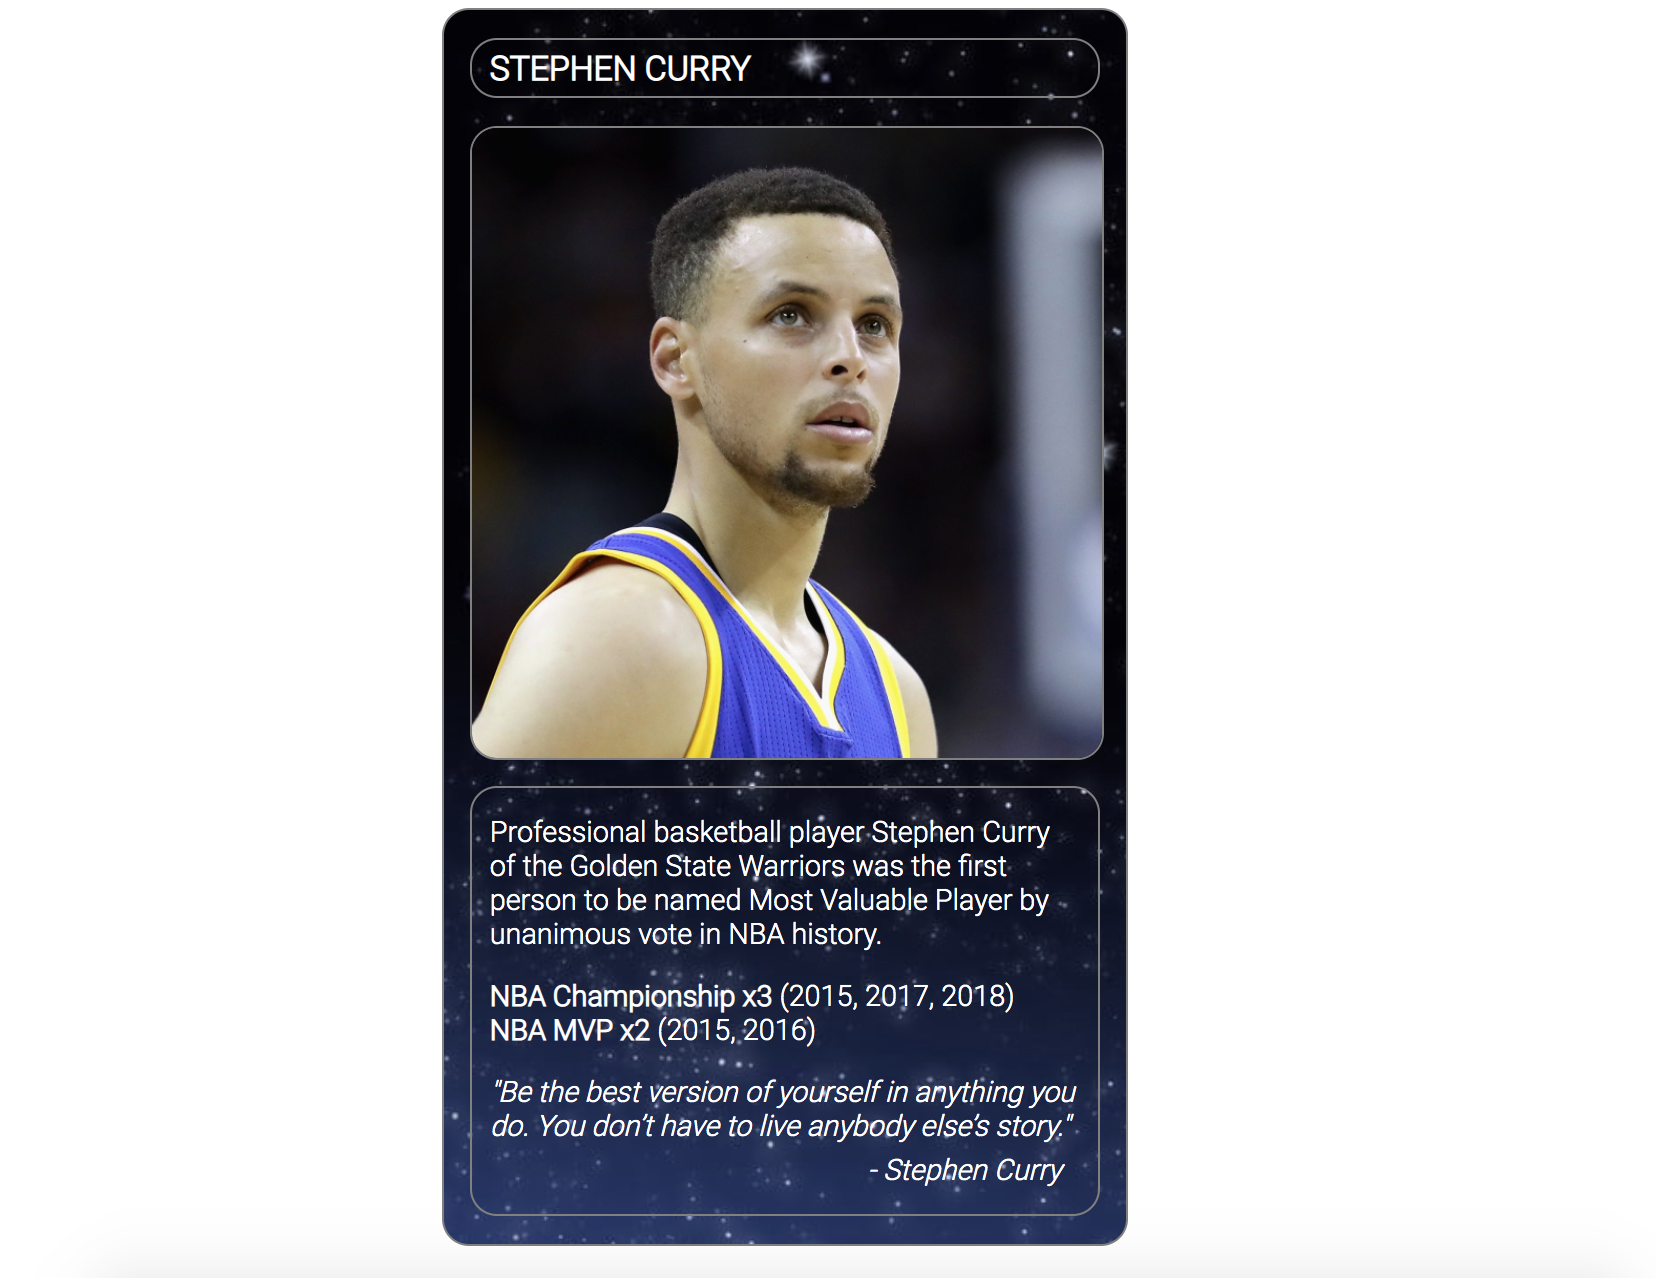 STEPHEN CURRY
Professional basketball player Stephen Curry
of the Golden State Warriors was the first
person to be named Most Valuable Player by
unanimous vote in NBA history.
NBA Championship x3 (2015, 2017, 2018)
NBA MVP x2 (2015, 2016)
"Be the best version of yourself in anything you
do. You don’t have to live anybody else’s story."
- Stephen Curry